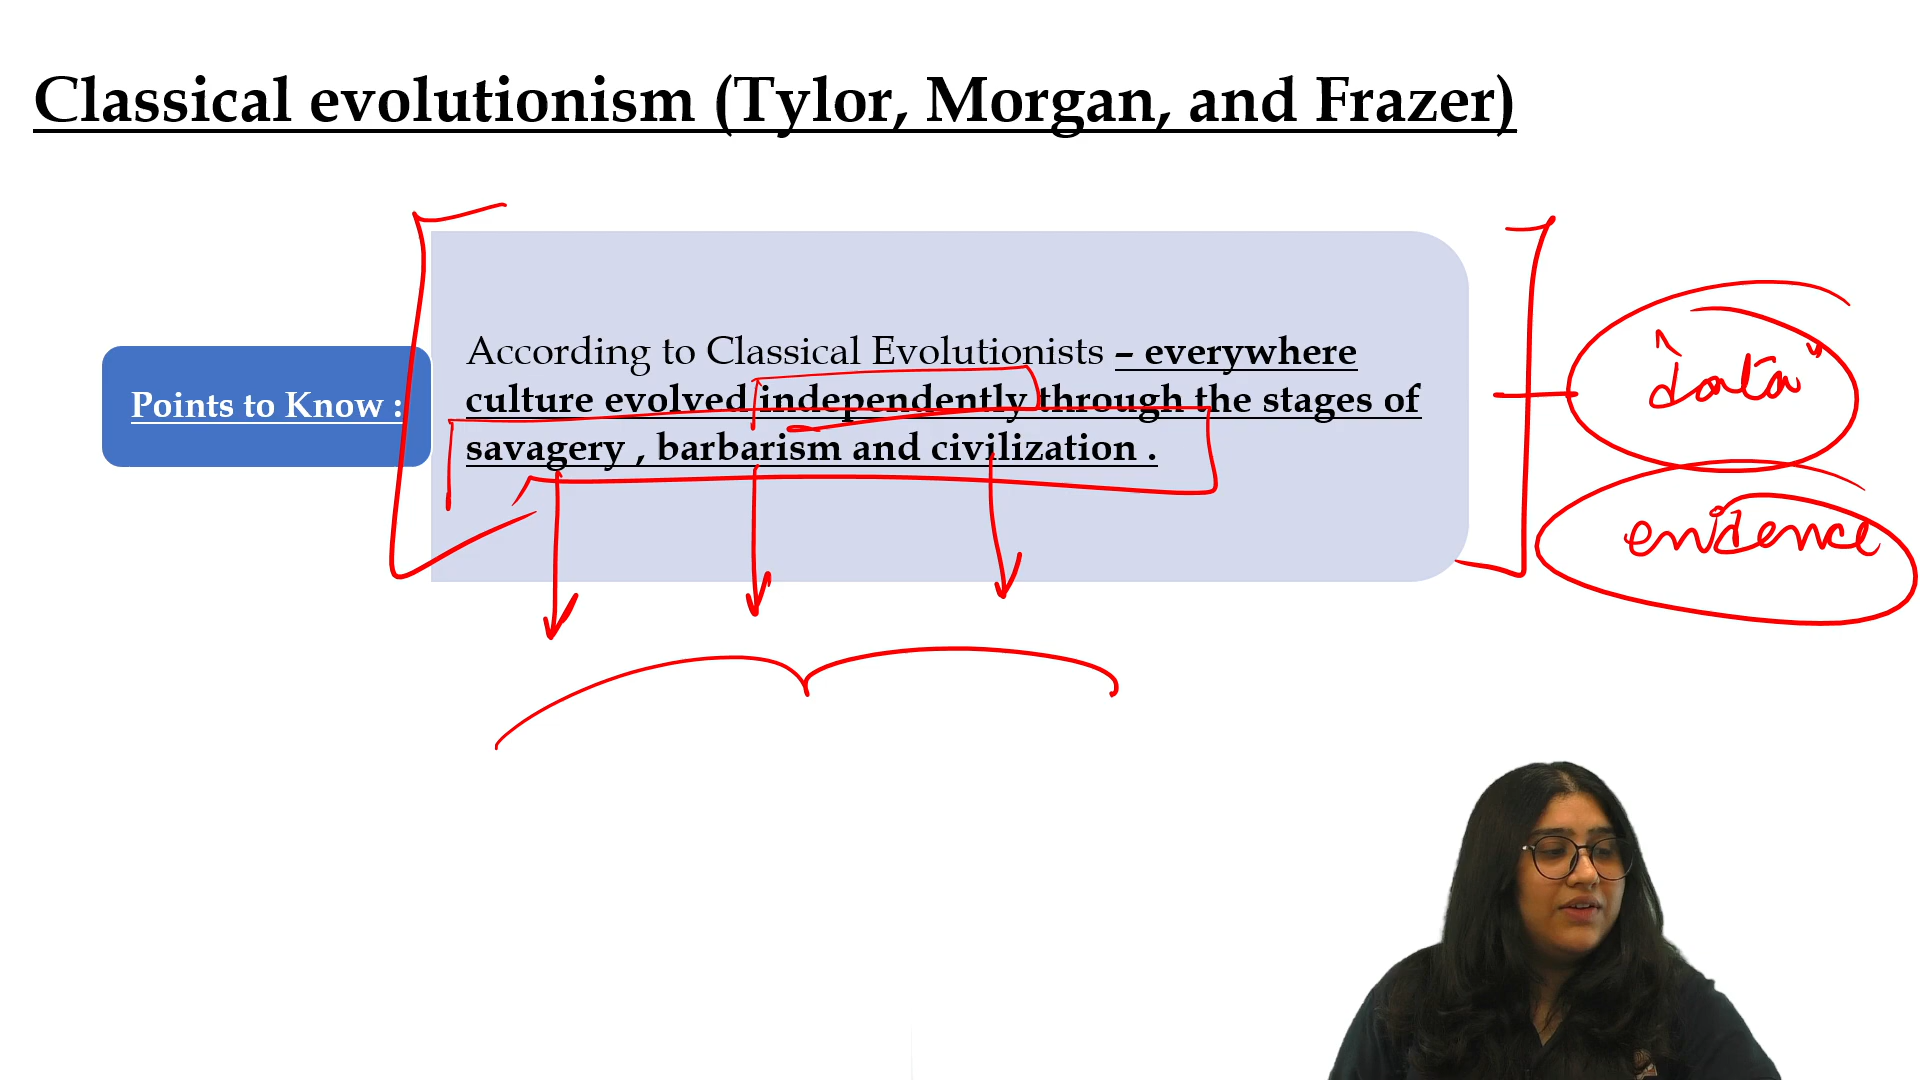 Classical evolutionism (Tylor, Morgan, and Frazer)
Points to Know :
According to Classical Evolutionists – everywhere
culture evolved independently through the stages of
savagery , barbarism and civilization .
"data"
evidence